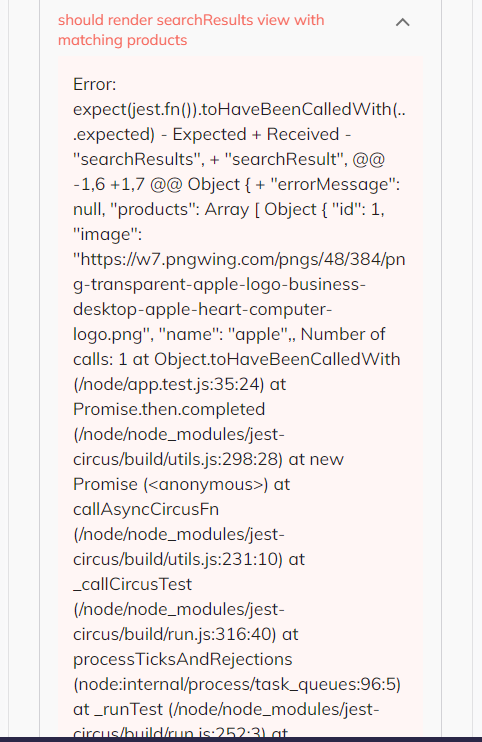 should render searchResults view with
matching products
Error:
expect(jest.fn()).toHaveBeenCalledWith(..
.expected) - Expected + Received -
"searchResults", + "searchResult", @@
-1,6 +1,7 @@ Object { + "errorMessage":
null, "products": Array [ Object { "id": 1,
"image":
"https://w7.pngwing.com/pngs/48/384/pn
g-transparent-apple-logo-business-
desktop-apple-heart-computer-
logo.png", "name": "apple",, Number of
calls: 1 at Object.toHaveBeenCalledWith
(/node/app.test.js:35:24) at
Promise.then.completed
(/node/node_modules/jest-
circus/build/utils.js:298:28) at new
Promise (<anonymous>) at
callAsyncCircusFn
(/node/node_modules/jest-
circus/build/utils.js:231:10) at
_callCircusTest
(/node/node_modules/jest-
circus/build/run.js:316:40) at
processTicksAndRejections
(node:internal/process/task_queues:96:5)
at _runTest (/node/node_modules/jest-
circus/build/run.js:252:3) at